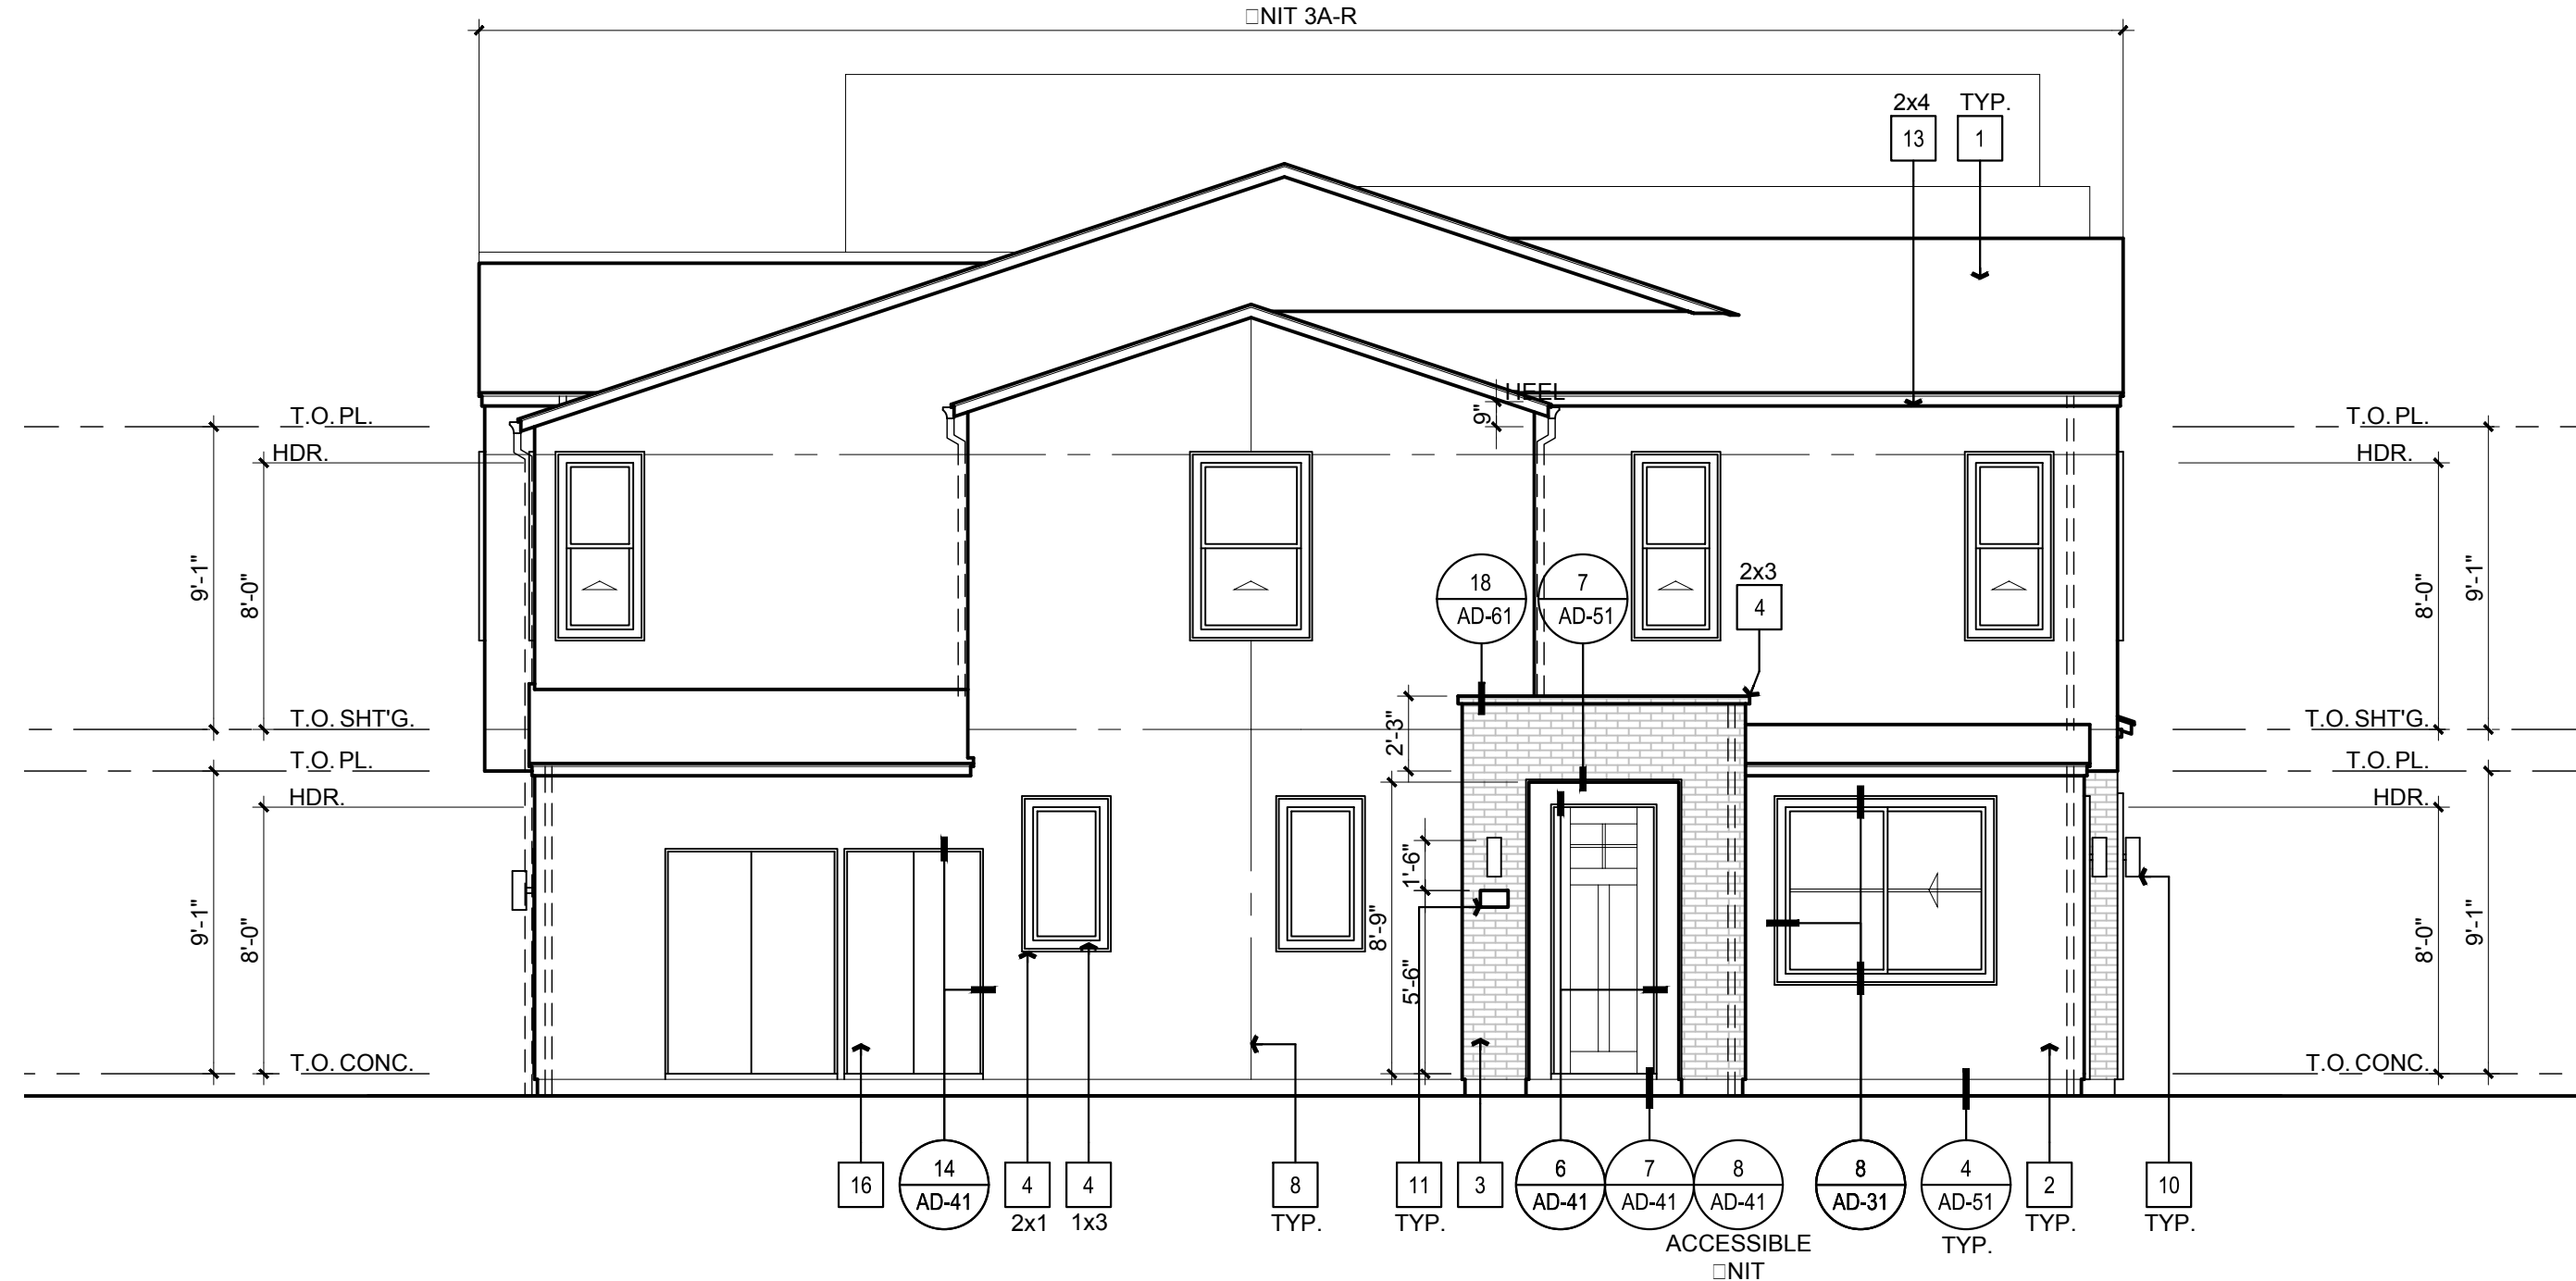 □NIT 3A-R
2x4 TYP.
13 1
HEEL
9"
T.O. PL.
HDR.
9'-1"
8'-0"
T.O. SHT'G.
T.O. PL.
HDR.
9'-1"
8'-0"
T.O. CONC.
T.O. PL.
HDR.
8'-0"
9'-1"
T.O. SHT'G.
T.O. PL.
HDR.
8'-0"
9'-1"
T.O. CONC.
18
AD-61
7
AD-51
2x3
4
2'-3"
1'-6"
8'-9"
5'-6"
16
14
AD-41
4
2x1
4
1x3
8
TYP.
11
TYP.
3
6
AD-41
7
AD-41
8
AD-41
ACCESSIBLE
□NIT
8
AD-31
4
AD-51
TYP.
2
TYP.
10
TYP.